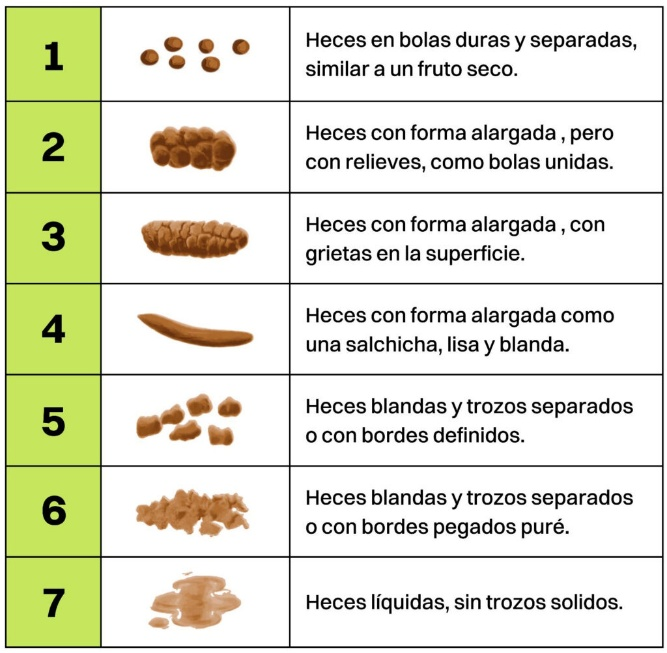 1
Heces en bolas duras y separadas,
similar a un fruto seco.
2
Heces con forma alargada , pero
con relieves, como bolas unidas.
3
Heces con forma alargada , con
grietas en la superficie.
4
Heces con forma alargada como
una salchicha, lisa y blanda.
5
Heces blandas y trozos separados
o con bordes definidos.
6
Heces blandas y trozos separados
o con bordes pegados puré.
7
Heces líquidas, sin trozos solidos.